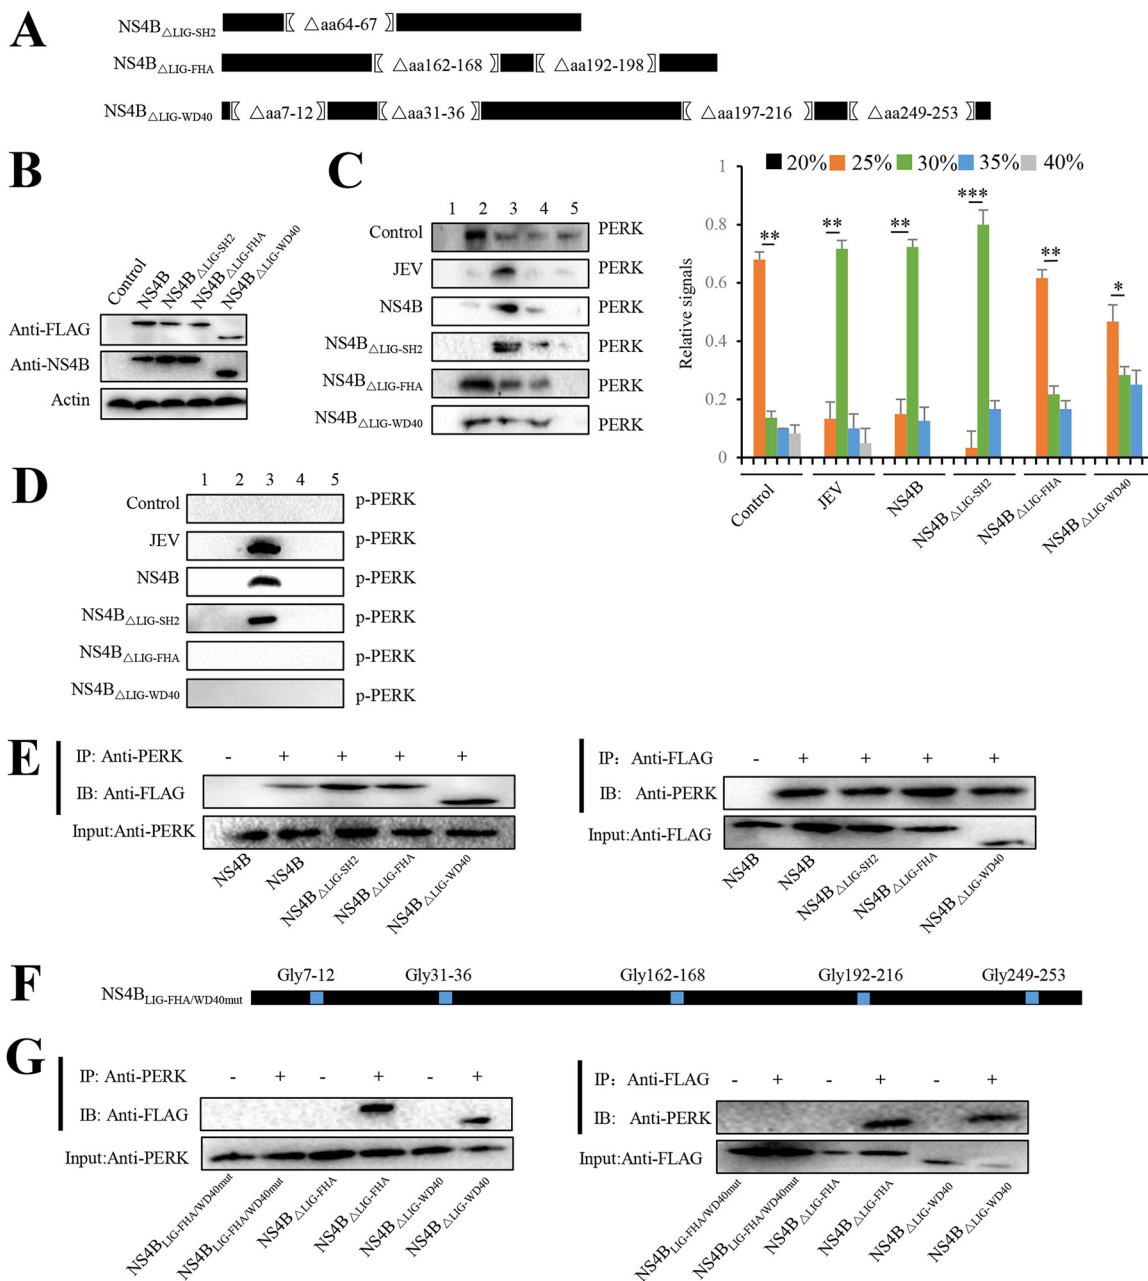 A
NS4B△LIG-SH2
△aa64-67
NS4B△LIG-FHA
△aa162-168
△aa192-198
NS4B△LIG-WD40
△aa7-12
△aa31-36
△aa197-216
△aa249-253
B
Control
NS4B
NS4B△LIG-SH2
NS4B△LIG-FHA
NS4B△LIG-WD40
Anti-FLAG
Anti-NS4B
Actin
C
1 2 3 4 5
Control PERK
JEV PERK
NS4B PERK
NS4B△LIG-SH2 PERK
NS4B△LIG-FHA PERK
NS4B△LIG-WD40 PERK
20% 25% 30% 35% 40%
Relative signals
1
0.8
0.6
0.4
0.2
0
** ** ** *** ** *
Control
JEV
NS4B
NS4B△LIG-SH2
NS4B△LIG-FHA
NS4B△LIG-WD40
D
1 2 3 4 5
Control p-PERK
JEV p-PERK
NS4B p-PERK
NS4B△LIG-SH2 p-PERK
NS4B△LIG-FHA p-PERK
NS4B△LIG-WD40 p-PERK
E
IP: Anti-PERK - + + + +
IB: Anti-FLAG
Input:Anti-PERK
NS4B
NS4B
NS4B△LIG-SH2
NS4B△LIG-FHA
NS4B△LIG-WD40
IP: Anti-FLAG - + + + +
IB: Anti-PERK
Input:Anti-FLAG
NS4B
NS4B
NS4B△LIG-SH2
NS4B△LIG-FHA
NS4B△LIG-WD40
F
Gly7-12 Gly31-36 Gly162-168 Gly192-216 Gly249-253
NS4BLIG-FHA/WD40mut
G
IP: Anti-PERK - + - + - +
IB: Anti-FLAG
Input:Anti-PERK
NS4BLIG-FHA/WD40mut
NS4BLIG-FHA/WD40mut
NS4B△LIG-FHA
NS4B△LIG-FHA
NS4B△LIG-WD40
NS4B△LIG-WD40
IP: Anti-FLAG - + - + - +
IB: Anti-PERK
Input:Anti-FLAG
NS4BLIG-FHA/WD40mut
NS4BLIG-FHA/WD40mut
NS4B△LIG-FHA
NS4B△LIG-FHA
NS4B△LIG-WD40
NS4B△LIG-WD40